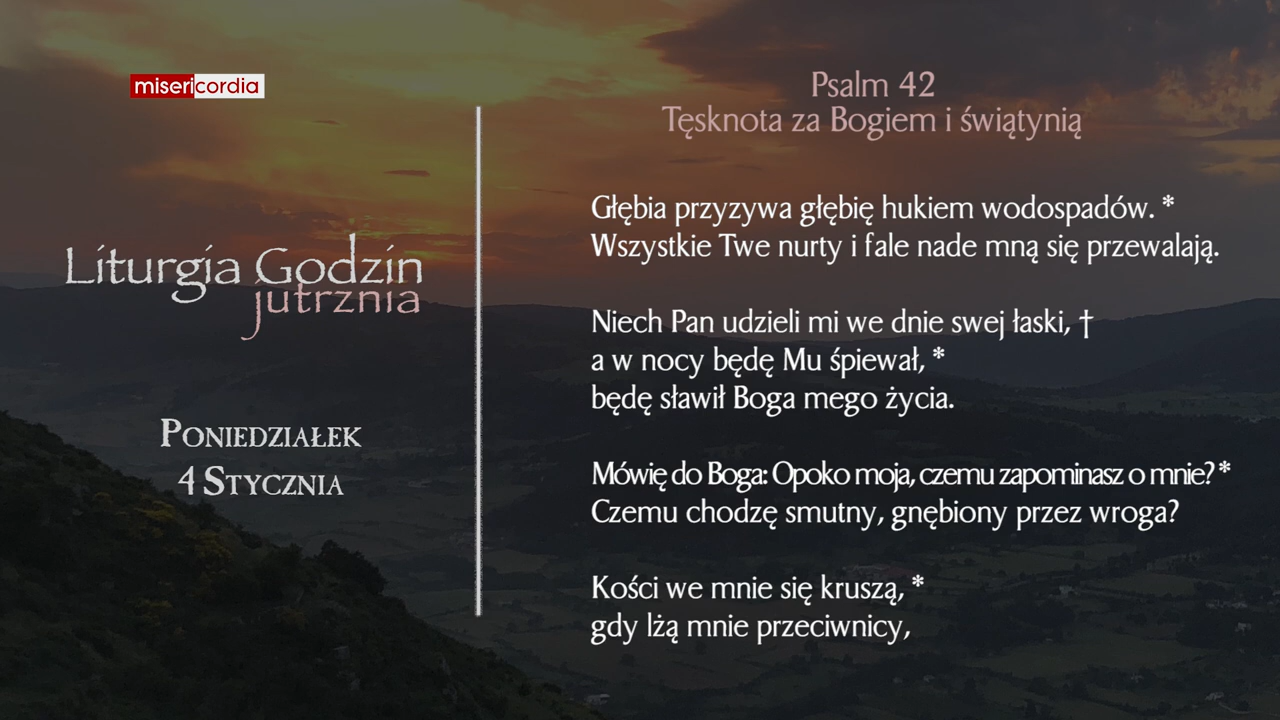 misericordia
Liturgia Godzin
jutrznia
Poniedziałek
4 Stycznia
Psalm 42
Tęsknota za Bogiem i świątynią
Głębia przyzywa głębię hukiem wodospadów. *
Wszystkie Twe nurty i fale nade mną się przewalają.
Niech Pan udzieli mi we dnie swej łaski, †
a w nocy będę Mu śpiewał, *
będę sławił Boga mego życia.
Mówię do Boga: Opoko moja, czemu zapominasz o mnie? *
Czemu chodzę smutny, gnębiony przez wroga?
Kości we mnie się kruszą, *
gdy lżą mnie przeciwnicy,